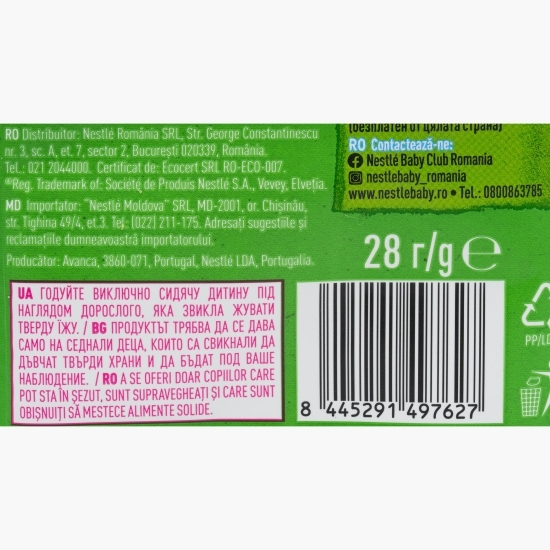 RO Distribuitor: Nestlé România SRL, Str. George Constantinescu
nr. 3, sc. A, et. 7, sector 2, București 020339, România.
Tel.: 021 2044000. Certificat de: Ecocert SRL RO-ECO-007.
Reg. Trademark of: Société de Produis Nestlé S.A., Vevey, Elveția.
MD Importator: "Nestle Moldova" SRL, MD-2001, or. Chișinău,
str. Tighina 49/4, et.3. Tel: (022) 211-175. Adresați sugestiile și
reclamațiile dumneavoastră importatorului.
Producător: Avanca, 3860-071, Portugal, Nestlé LDA, Portugalia.
(безплатен от цялата страна)
RO Contactează-ne:
Nestlé Baby Club Romania
nestlebaby_romania
www.nestlebaby.ro • Tel.: 0800863785
28 г/g e
UA ГОДУЙТЕ ВИКЛЮЧНО СИДЯЧУ ДИТИНУ ПІД
НАГЛЯДОМ ДОРОСЛОГО, ЯКА ЗВИКЛА ЖУВАТИ
ТВЕРДУ ЇЖУ. / BG ПРОДУКТЪТ ТРЯБВА ДА СЕ ДАВА
САМО НА СЕДНАЛИ ДЕЦА, КОИТО СА СВИКНАЛИ ДА
ДЪВЧАТ ТВЪРДИ ХРАНИ И ДА БЪДАТ ПОД ВАШЕ
НАБЛЮДЕНИЕ. / RO A SE OFERI DOAR COPIILOR CARE
POT STA ÎN ȘEZUT, SUNT SUPRAVEGHEAȚI ȘI CARE SUNT
OBIȘNUIȚI SĂ MESTECE ALIMENTE SOLIDE.
8 445291 497627
PP/LD